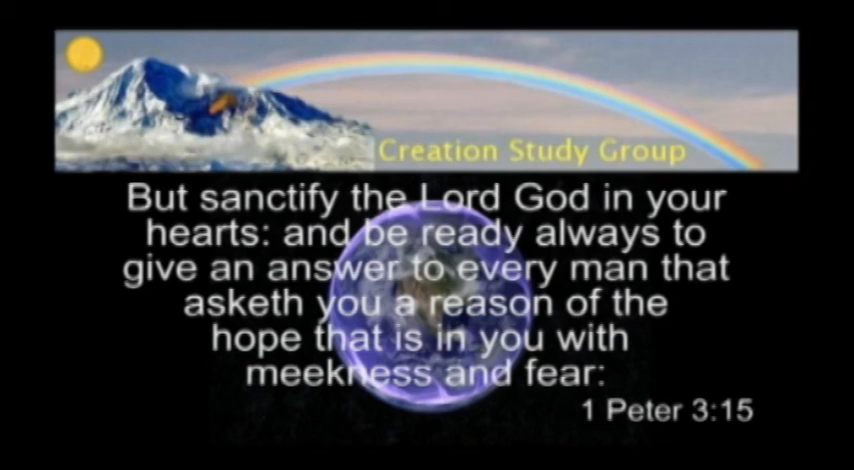 Creation Study Group
But sanctify the Lord God in your
hearts: and be ready always to
give an answer to every man that
asketh you a reason of the
hope that is in you with
meekness and fear:
1 Peter 3:15